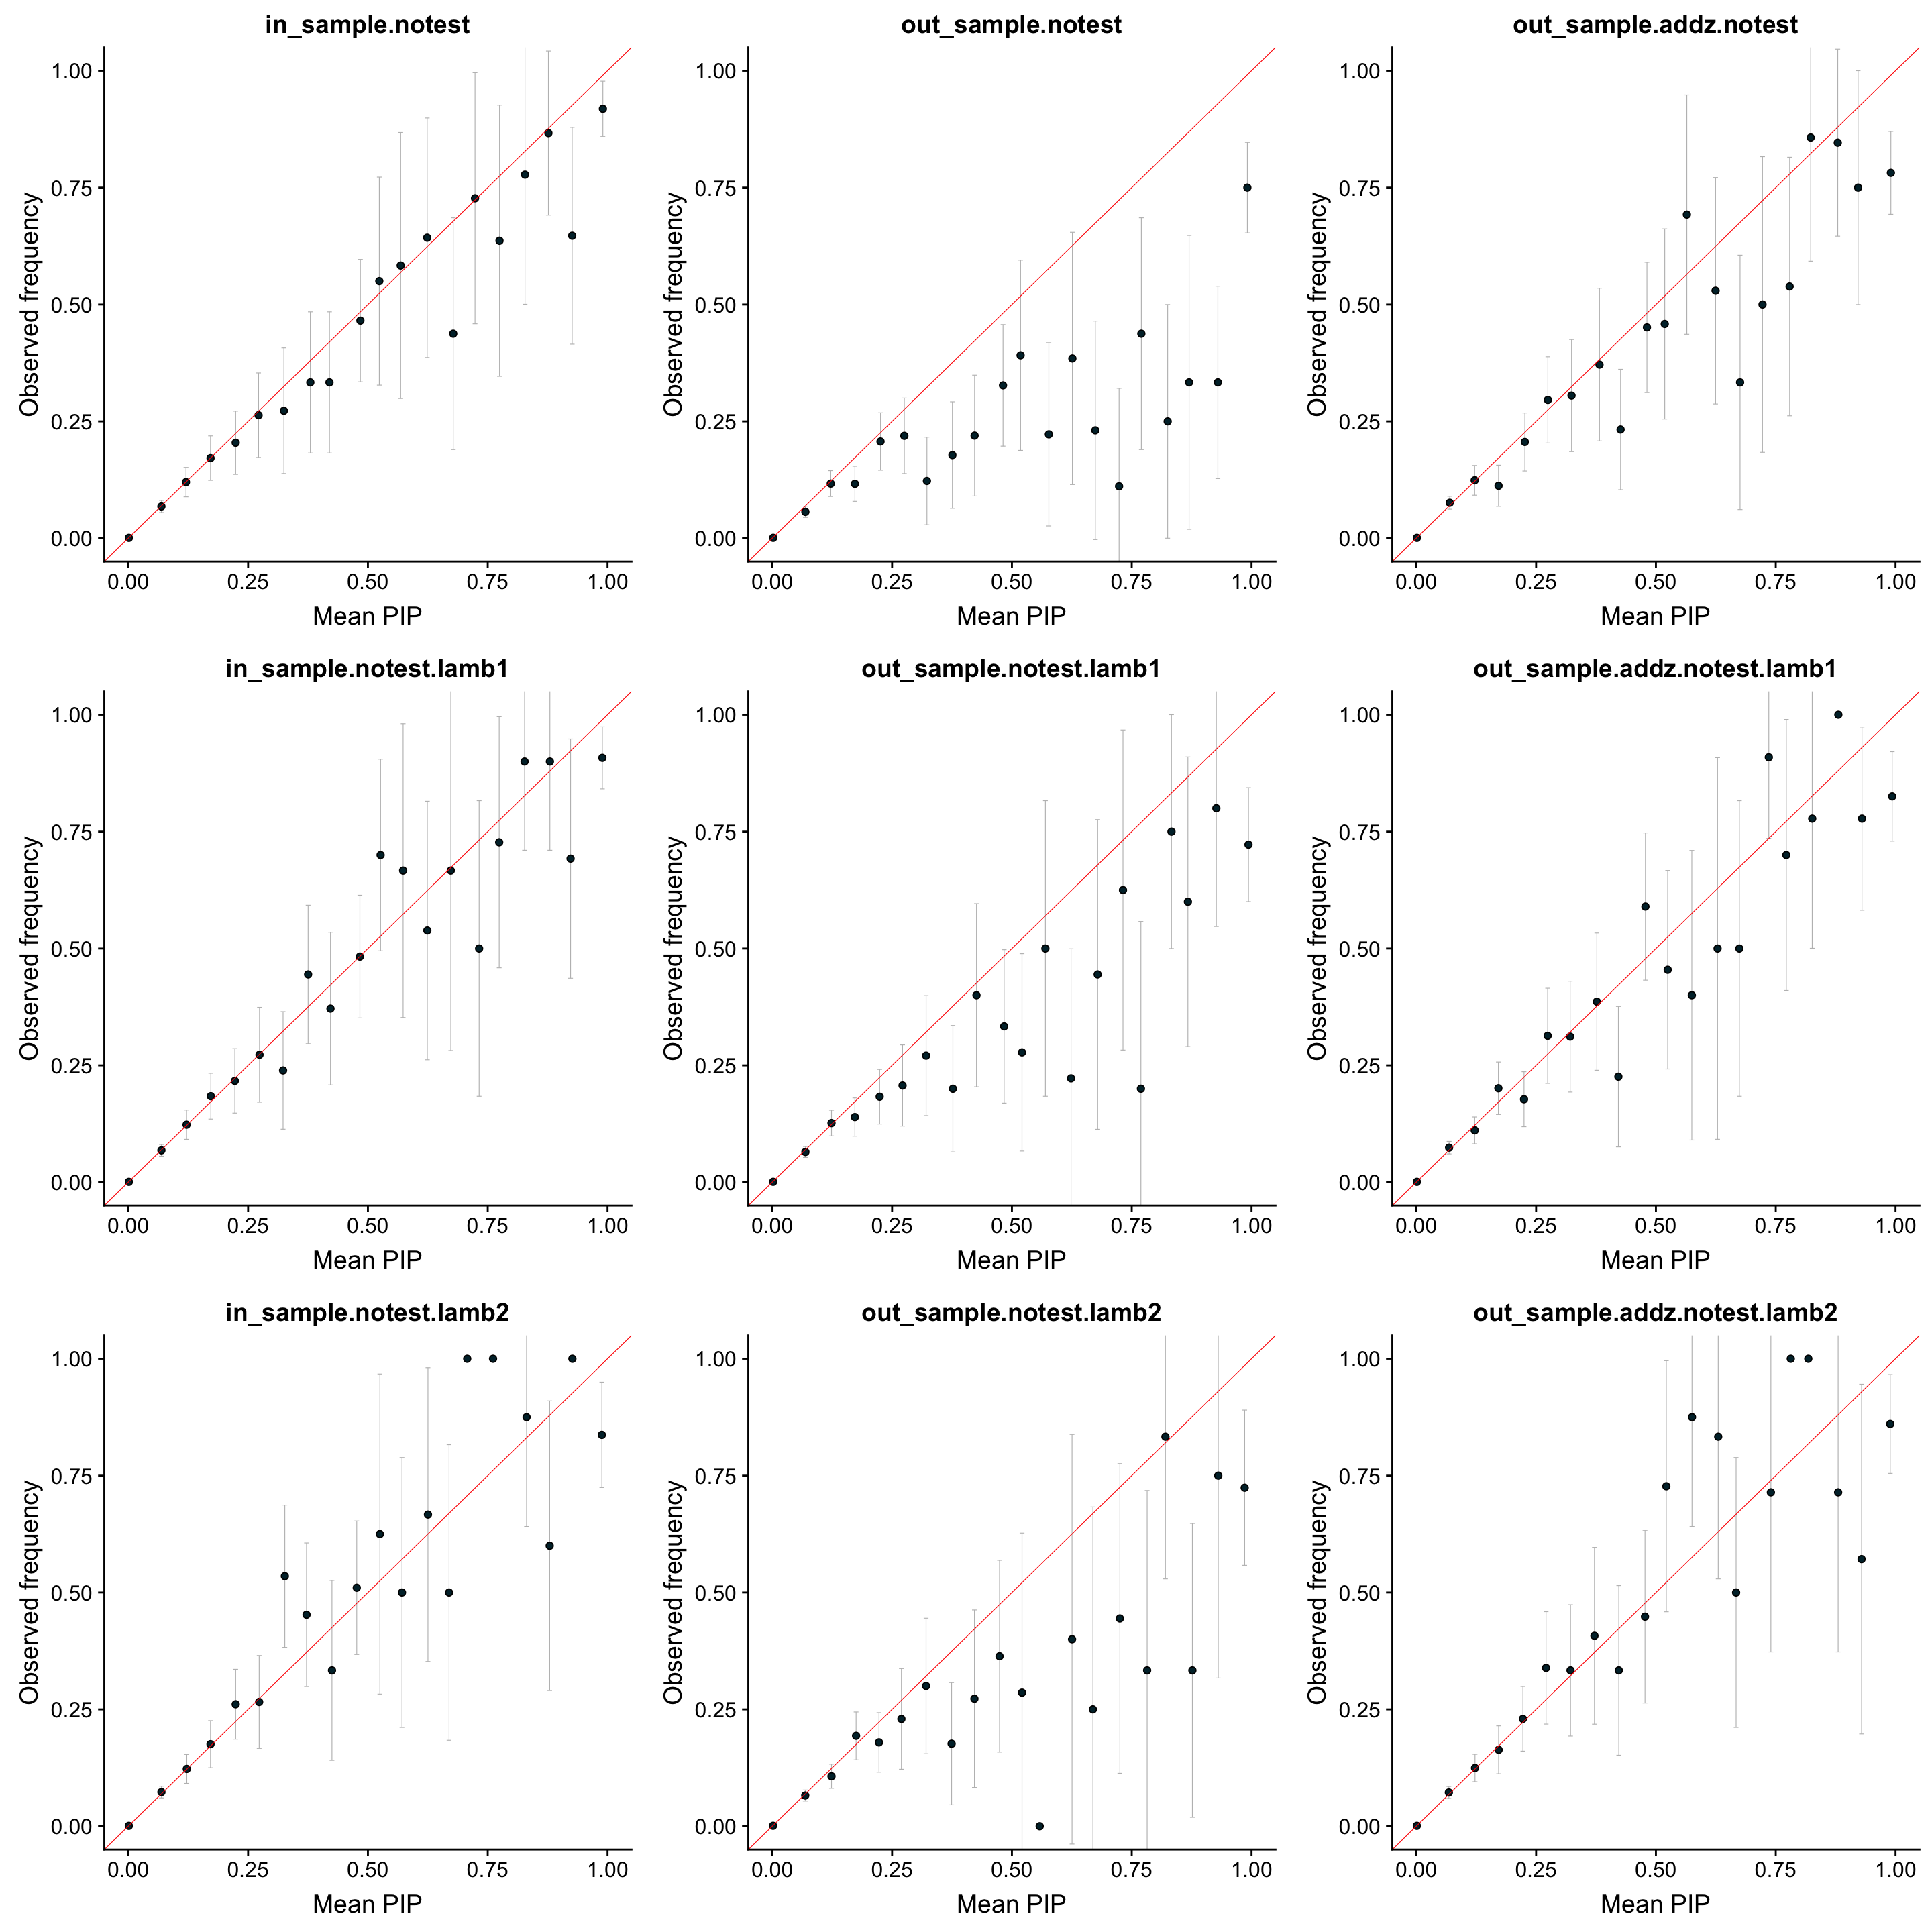 in_sample.notest
1.00
0.75
0.50
0.25
0.00
Observed frequency
0.00 0.25 0.50 0.75 1.00
Mean PIP
out_sample.notest
1.00
0.75
0.50
0.25
0.00
Observed frequency
0.00 0.25 0.50 0.75 1.00
Mean PIP
out_sample.addz.notest
1.00
0.75
0.50
0.25
0.00
Observed frequency
0.00 0.25 0.50 0.75 1.00
Mean PIP
in_sample.notest.lamb1
1.00
0.75
0.50
0.25
0.00
Observed frequency
0.00 0.25 0.50 0.75 1.00
Mean PIP
out_sample.notest.lamb1
1.00
0.75
0.50
0.25
0.00
Observed frequency
0.00 0.25 0.50 0.75 1.00
Mean PIP
out_sample.addz.notest.lamb1
1.00
0.75
0.50
0.25
0.00
Observed frequency
0.00 0.25 0.50 0.75 1.00
Mean PIP
in_sample.notest.lamb2
1.00
0.75
0.50
0.25
0.00
Observed frequency
0.00 0.25 0.50 0.75 1.00
Mean PIP
out_sample.notest.lamb2
1.00
0.75
0.50
0.25
0.00
Observed frequency
0.00 0.25 0.50 0.75 1.00
Mean PIP
out_sample.addz.notest.lamb2
1.00
0.75
0.50
0.25
0.00
Observed frequency
0.00 0.25 0.50 0.75 1.00
Mean PIP